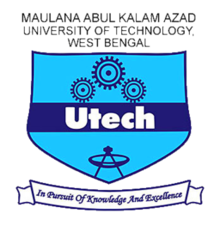 MAULANA ABUL KALAM AZAD
UNIVERSITY OF TECHNOLOGY,
WEST BENGAL
Utech
In Pursuit Of Knowledge And Excellence